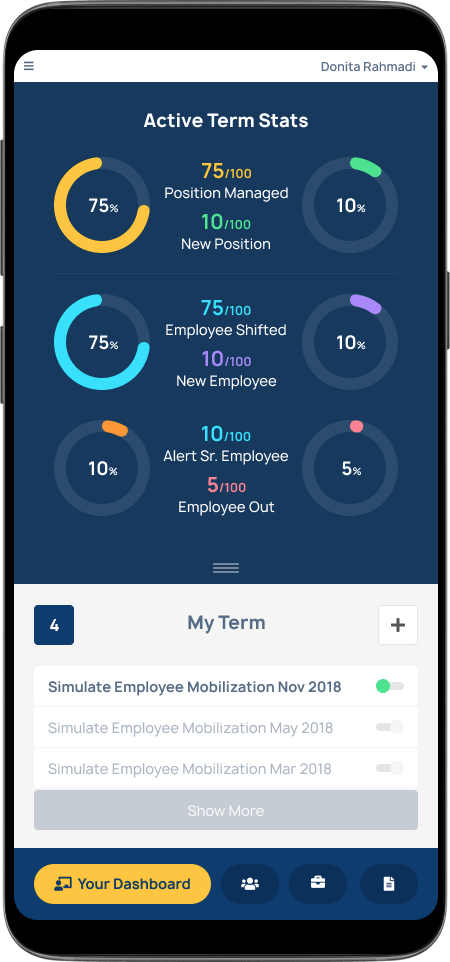 Donita Rahmadi
Active Term Stats
75%
75/100
Position Managed
10/100
New Position
10%
75%
75/100
Employee Shifted
10/100
New Employee
10%
10%
10/100
Alert Sr. Employee
5/100
Employee Out
5%
4
My Term
Simulate Employee Mobilization Nov 2018
Simulate Employee Mobilization May 2018
Simulate Employee Mobilization Mar 2018
Show More
Your Dashboard